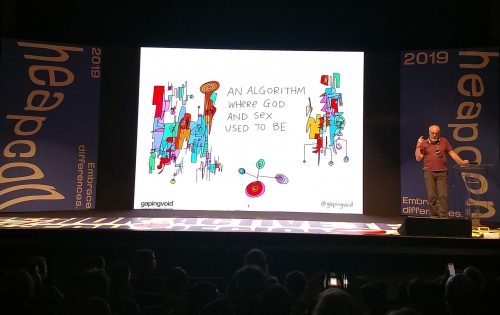 2019
heapcon
Embrace
differences.
AN ALGORITHM
WHERE GOD
AND SEX
USED TO BE
gapingvoid
@gapingvoid
2019
heapcon
Embrace
differences.